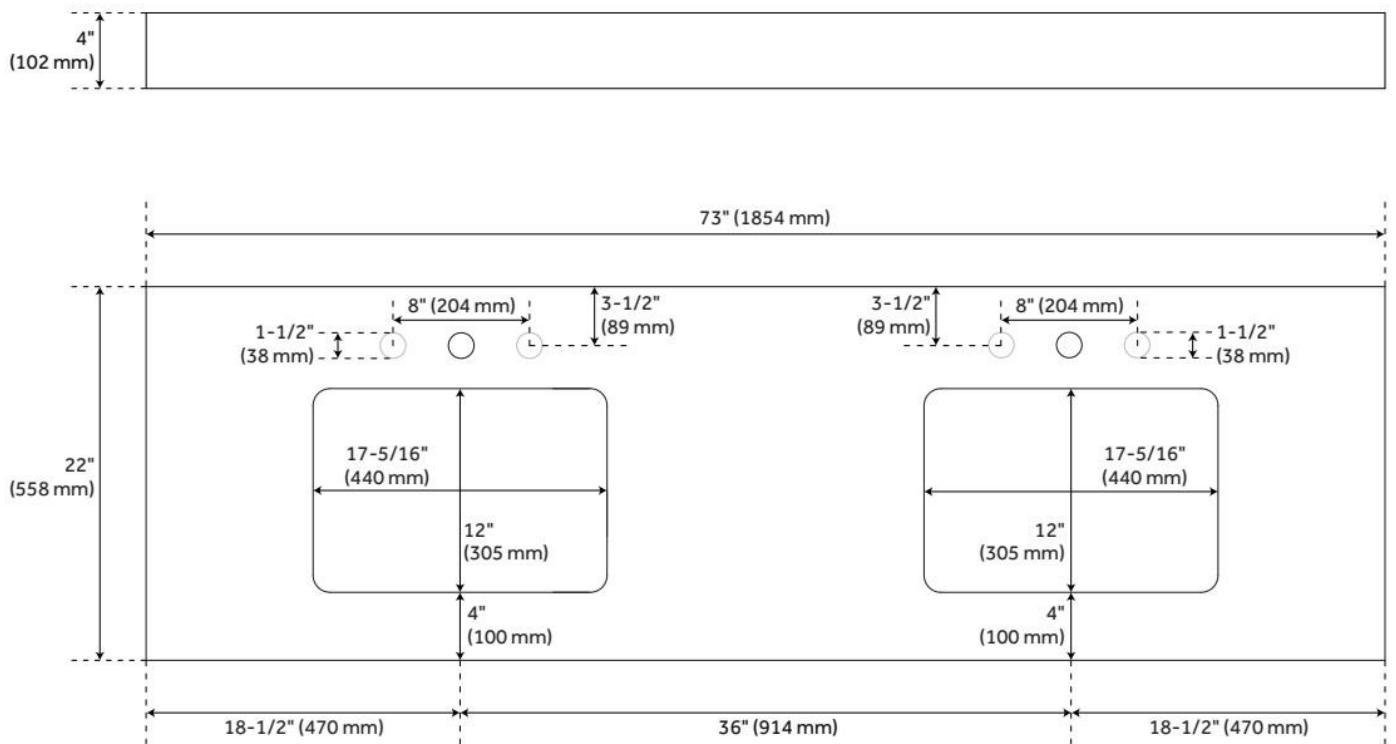 4"
(102 mm)
73" (1854 mm)
8" (204 mm)
3-1/2"
(89 mm)
1-1/2"
(38 mm)
3-1/2"
(89 mm)
8" (204 mm)
1-1/2"
(38 mm)
22"
(558 mm)
17-5/16"
(440 mm)
12"
(305 mm)
4"
(100 mm)
17-5/16"
(440 mm)
12"
(305 mm)
4"
(100 mm)
18-1/2" (470 mm)
36" (914 mm)
18-1/2" (470 mm)